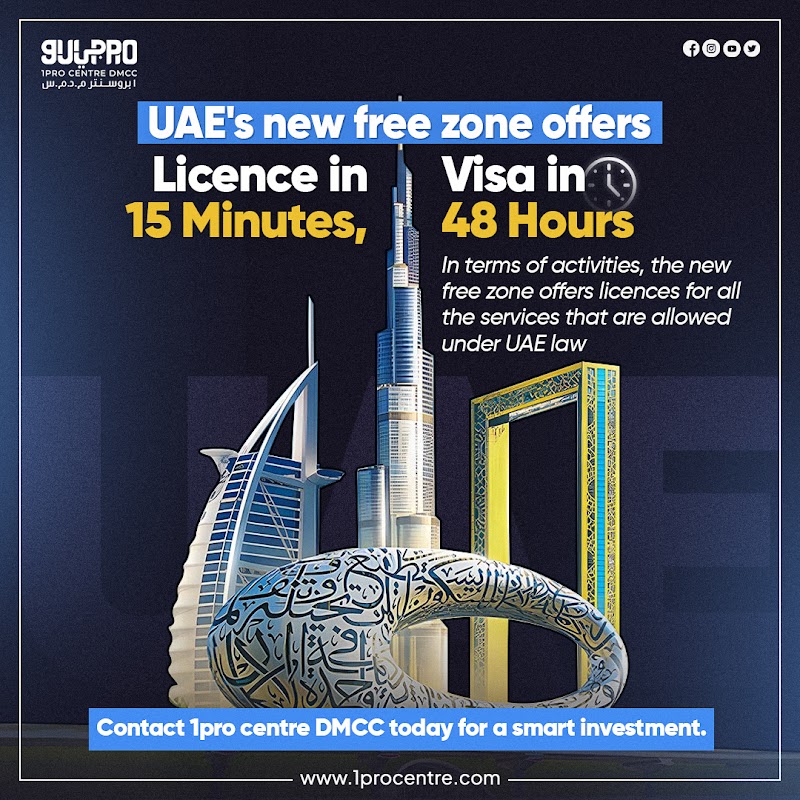 1PRO CENTRE DMCC
ابروسنتر م.د.م.س
UAE's new free zone offers
Licence in
15 Minutes,
Visa in
48 Hours
In terms of activities, the new
free zone offers licences for all
the services that are allowed
under UAE law
UAE
Contact 1pro centre DMCC today for a smart investment.
www.1procentre.com